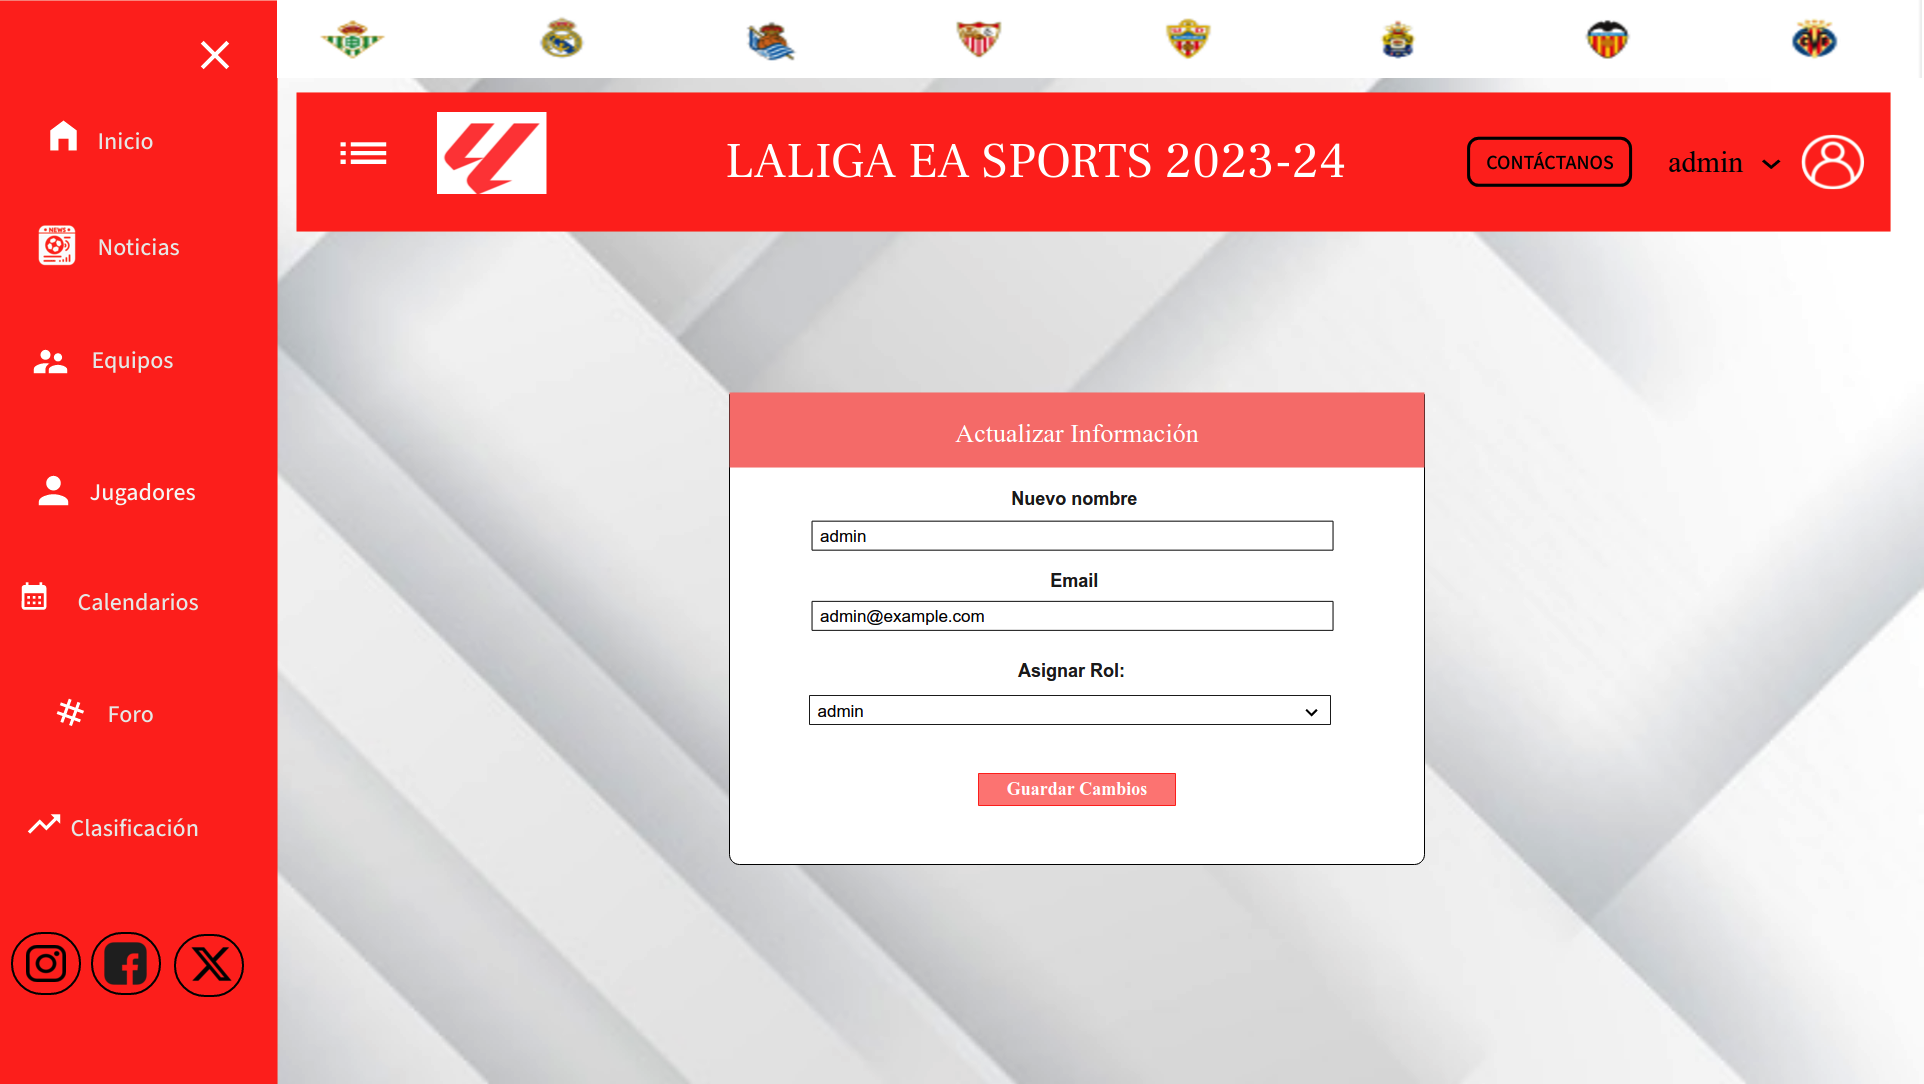 Inicio
Noticias
Equipos
Jugadores
Calendarios
Foro
Clasificación
LALIGA EA SPORTS 2023-24
CONTÁCTANOS
admin
Actualizar Información
Nuevo nombre
admin
Email
admin@example.com
Asignar Rol:
admin
Guardar Cambios